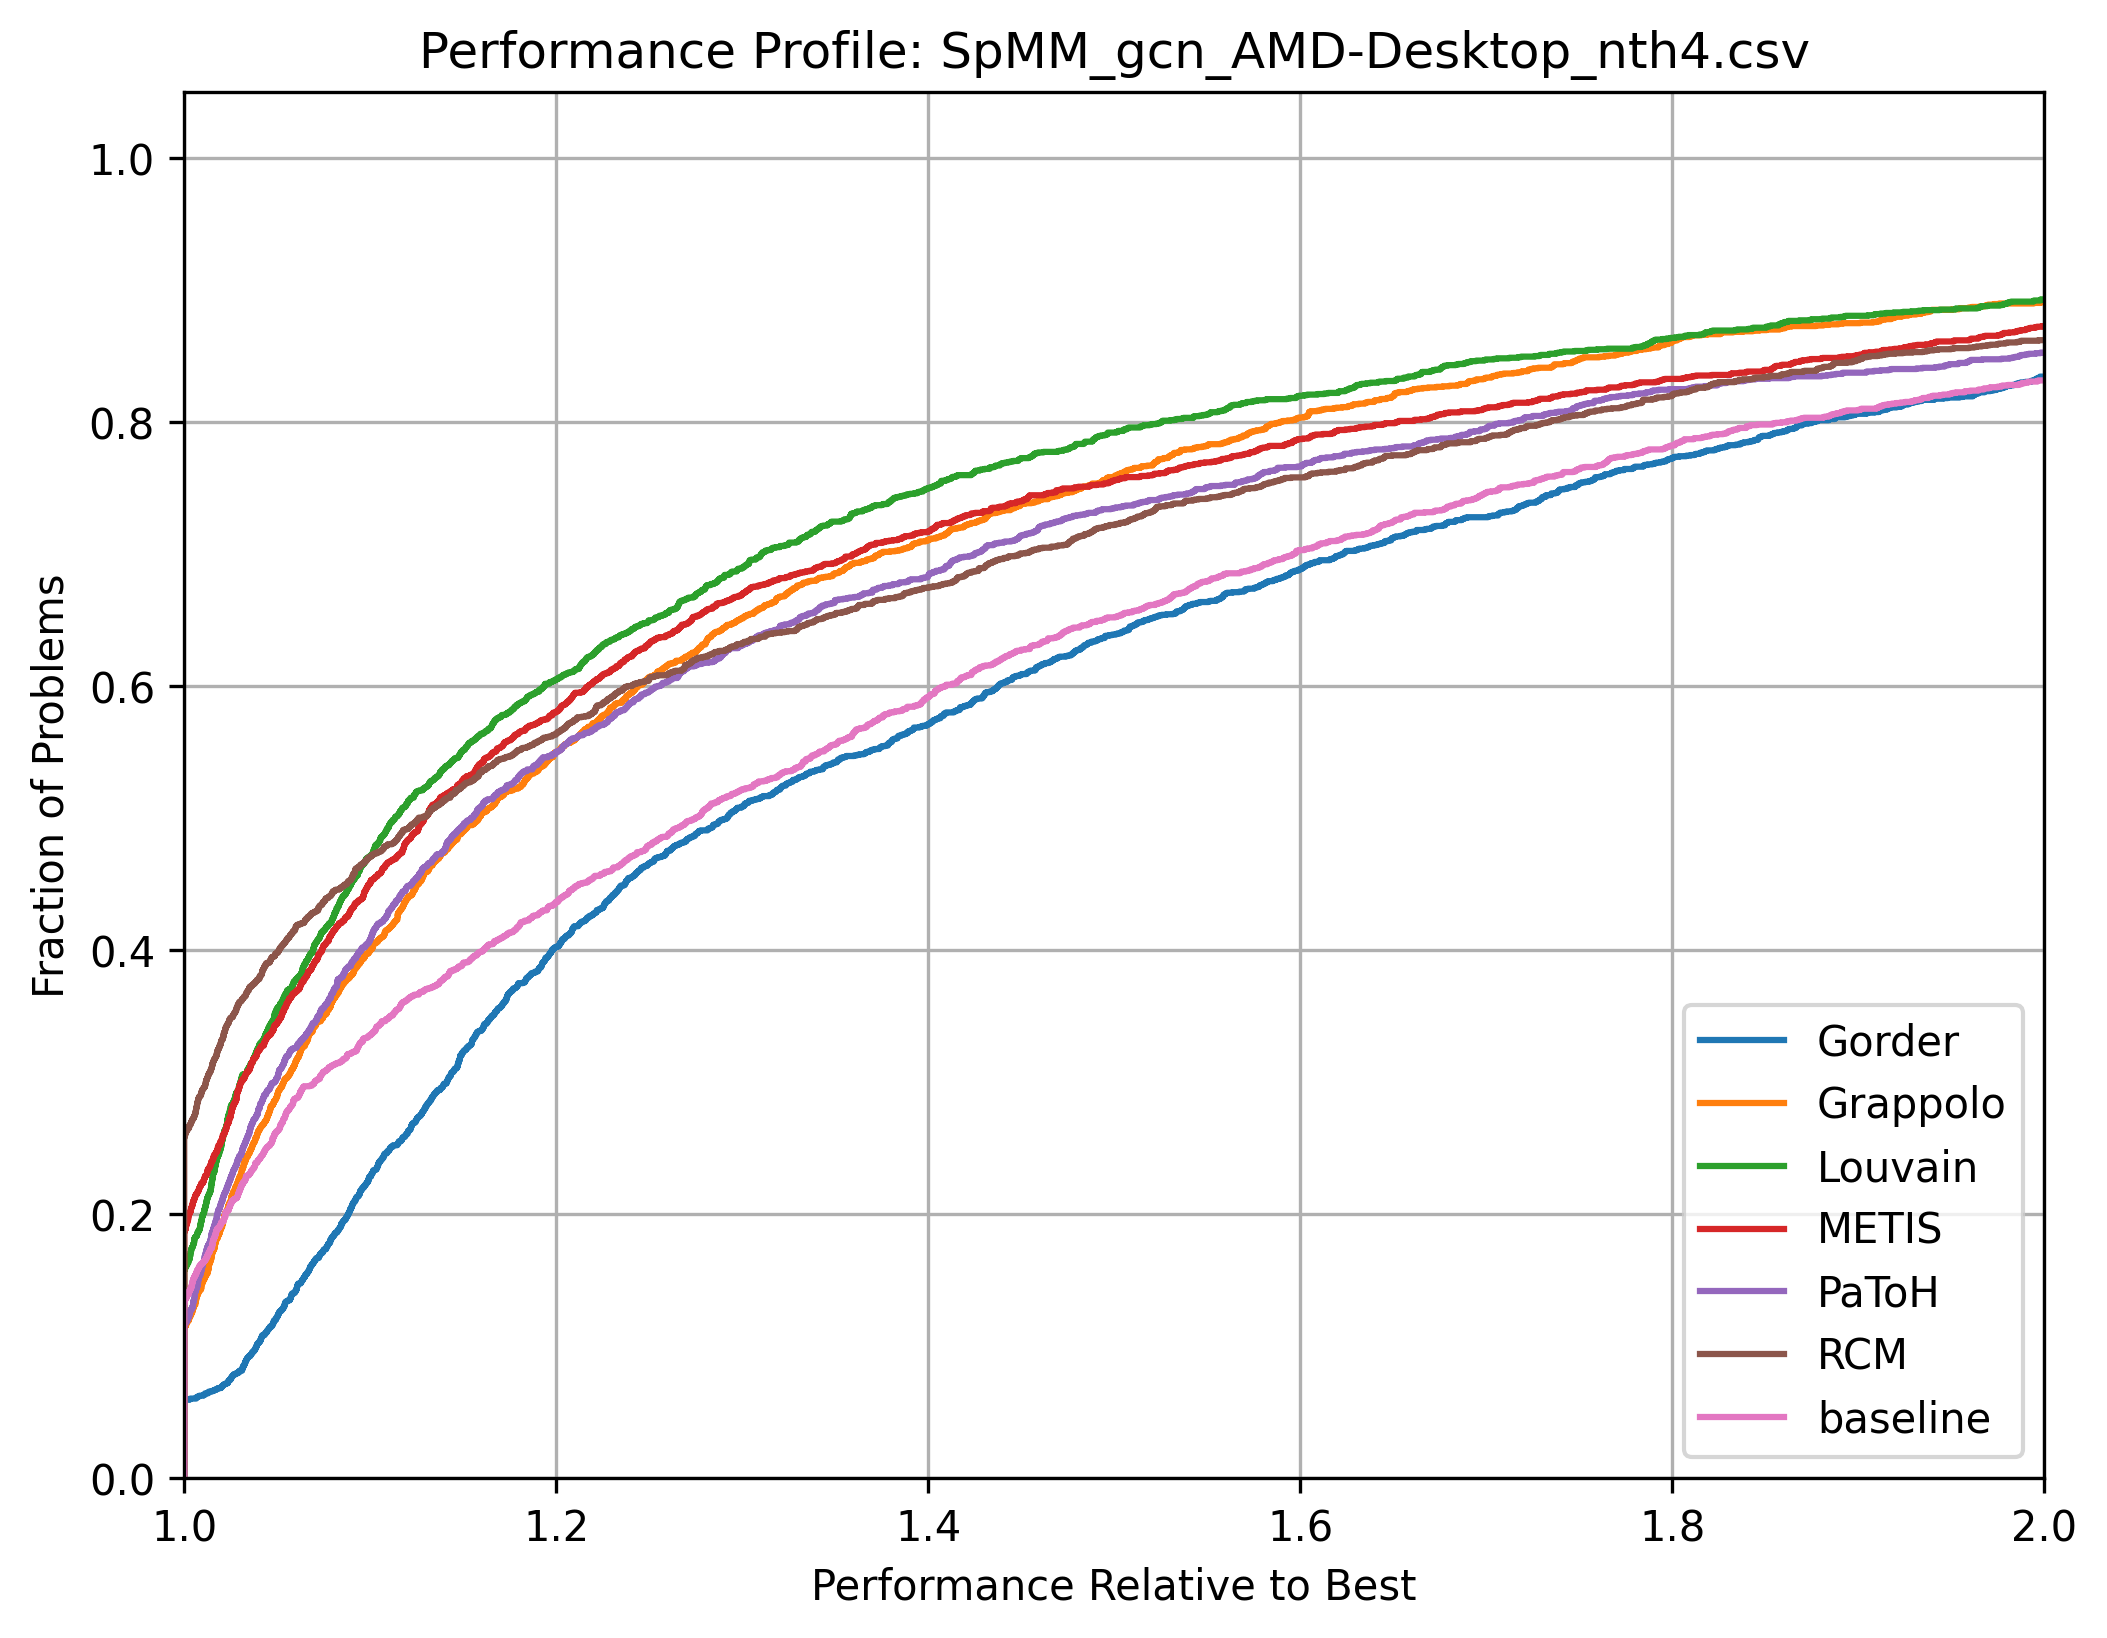 Performance Profile: SpMM_gcn_AMD-Desktop_nth4.csv
Fraction of Problems
1.0
0.8
0.6
0.4
0.2
0.0
1.0 1.2 1.4 1.6 1.8 2.0
Performance Relative to Best
Gorder
Grappolo
Louvain
METIS
PaToH
RCM
baseline